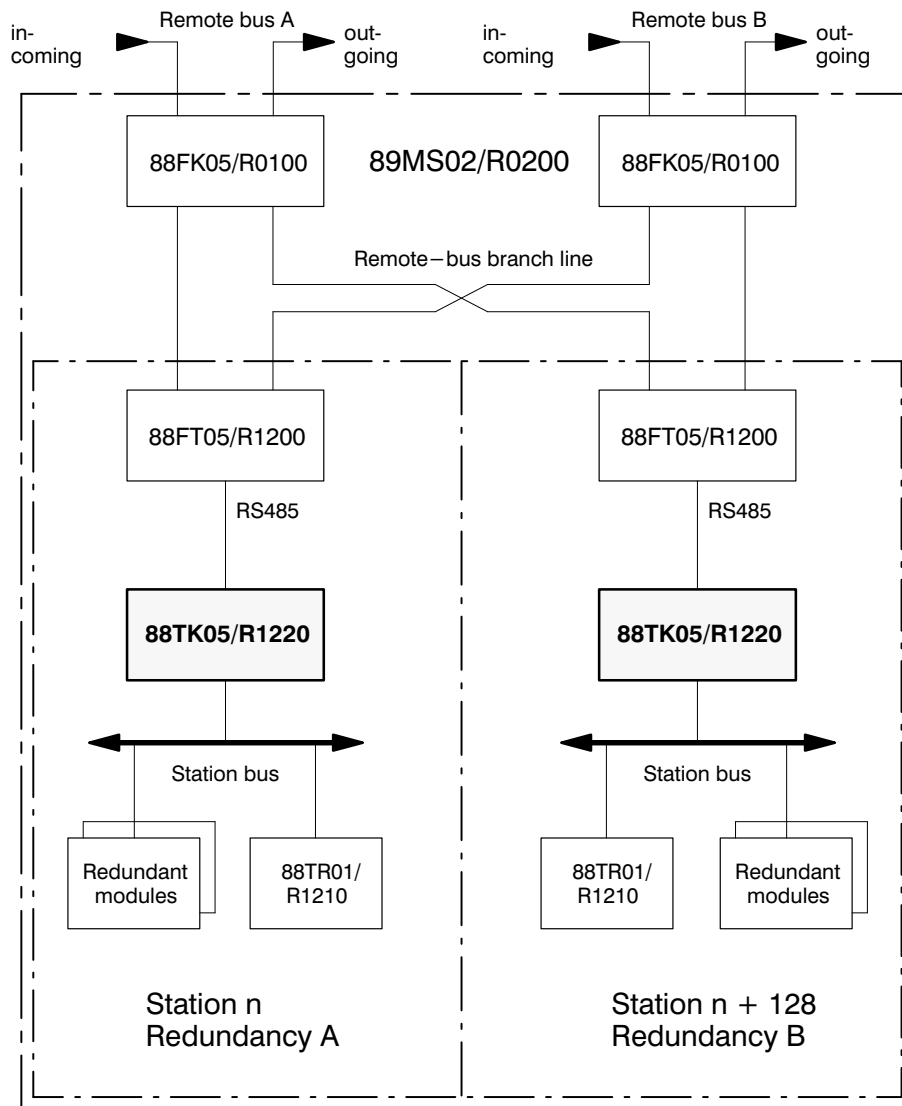 Remote bus A
in-
coming
out-
going
Remote bus B
in-
coming
out-
going
88FK05/R0100
89MS02/R0200
88FK05/R0100
Remote−bus branch line
88FT05/R1200
88FT05/R1200
RS485
RS485
88TK05/R1220
88TK05/R1220
Station bus
Station bus
Redundant
modules
88TR01/
R1210
88TR01/
R1210
Redundant
modules
Station n
Redundancy A
Station n + 128
Redundancy B